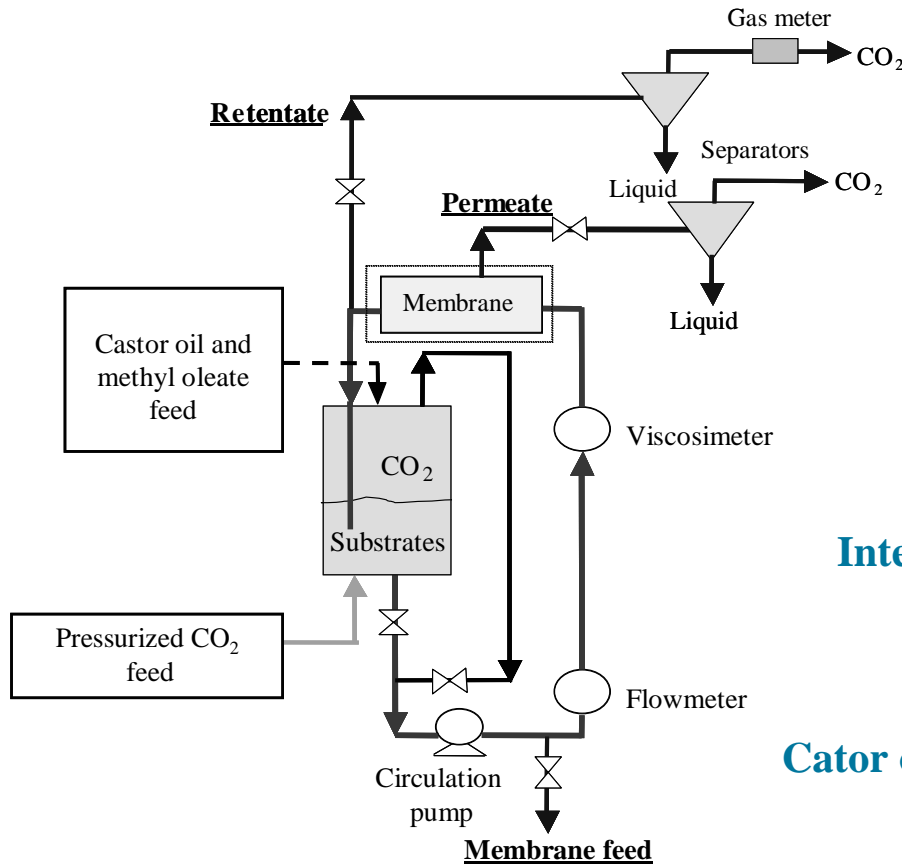 Gas meter
CO2
Retentate
Separators
Liquid
CO2
Permeate
Membrane
Liquid
Castor oil and
methyl oleate
feed
Viscosimeter
CO2
Substrates
Inte
Pressurized CO2
feed
Flowmeter
Cator
Circulation
pump
Membrane feed